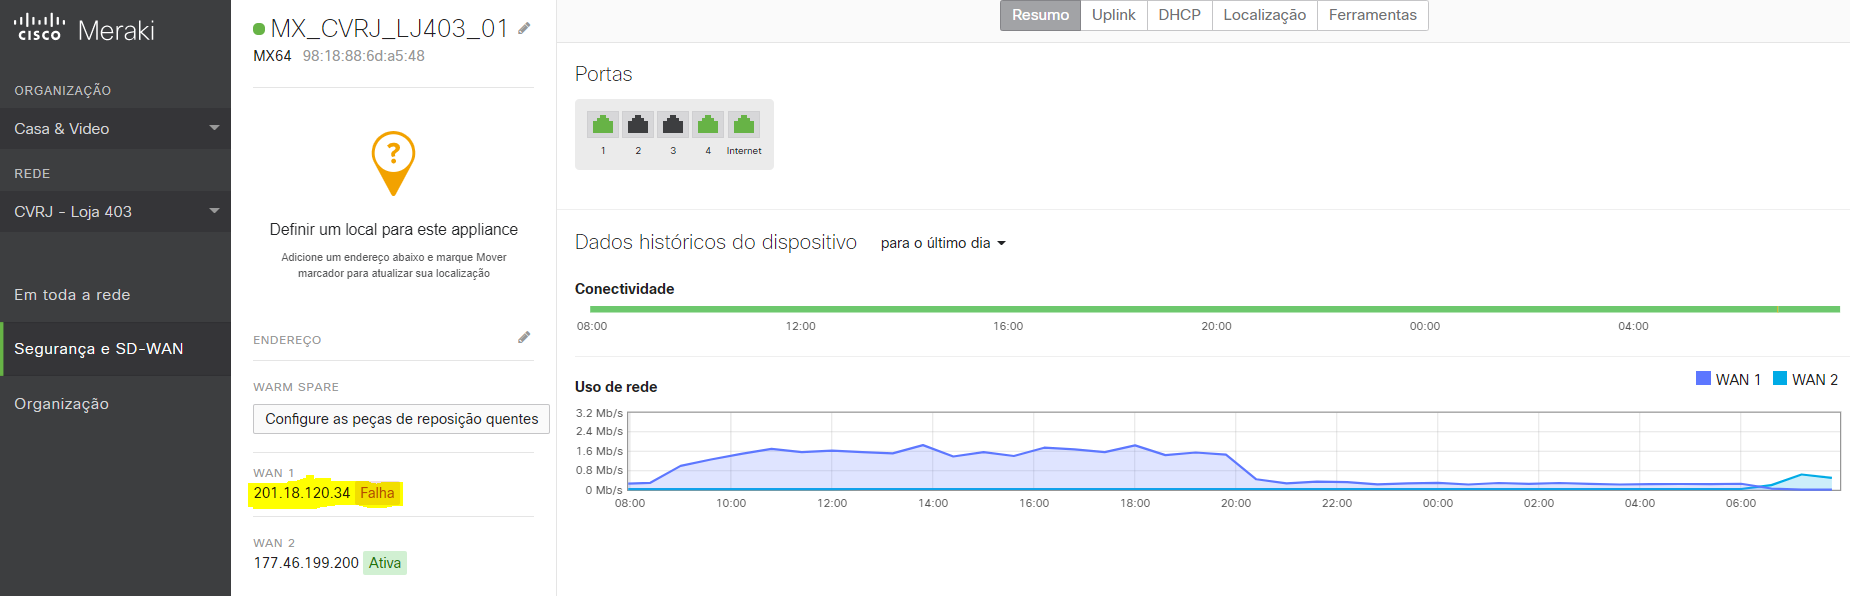 cisco Meraki
ORGANIZAÇÃO
Casa & Video
REDE
CVRJ - Loja 403
Em toda a rede
Segurança e SD-WAN
Organização
MX_CVRJ_LJ403_01
MX64 98:18:88:6d:a5:48
?
Definir um local para este appliance
Adicione um endereço abaixo e marque Mover
marcador para atualizar sua localização
ENDEREÇO
WARM SPARE
Configure as peças de reposição quentes
WAN 1
201.18.120.34 Falha
WAN 2
177.46.199.200 Ativa
Resumo Uplink DHCP Localização Ferramentas
Portas
1 2 3 4 Internet
Dados históricos do dispositivo para o último dia
Conectividade
08:00 12:00 16:00 20:00 00:00 04:00
Uso de rede
WAN 1 WAN 2
3.2 Mb/s
2.4 Mb/s
1.6 Mb/s
0.8 Mb/s
0 Mb/s
08:00 10:00 12:00 14:00 16:00 18:00 20:00 22:00 00:00 02:00 04:00 06:00